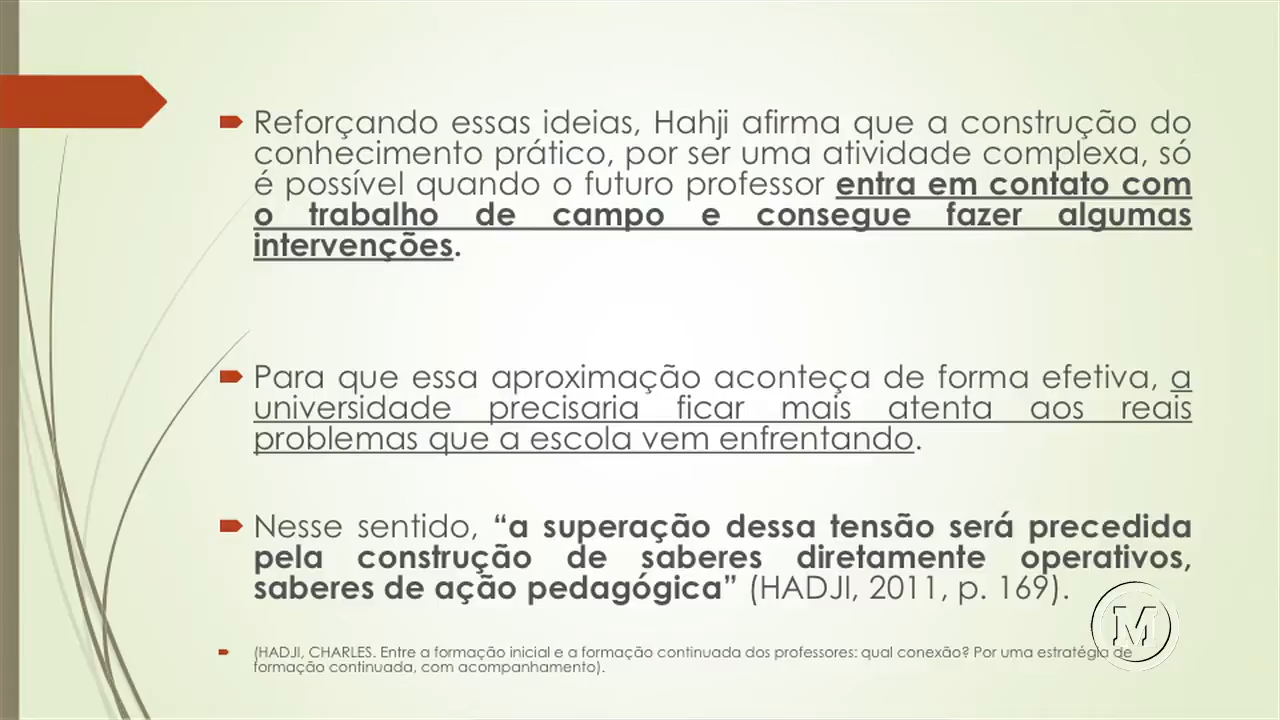 Reforçando essas ideias, Hahji afirma que a construção do
conhecimento prático, por ser uma atividade complexa, só
é possível quando o futuro professor entra em contato com
o trabalho de campo e consegue fazer algumas
intervenções.
Para que essa aproximação aconteça de forma efetiva, a
universidade precisaria ficar mais atenta aos reais
problemas que a escola vem enfrentando.
Nesse sentido, “a superação dessa tensão será precedida
pela construção de saberes diretamente operativos,
saberes de ação pedagógica” (HADJI, 2011, p. 169).
(HADJI, CHARLES. Entre a formação inicial e a formação continuada dos professores: qual conexão? Por uma estratégia de
formação continuada, com acompanhamento).
M